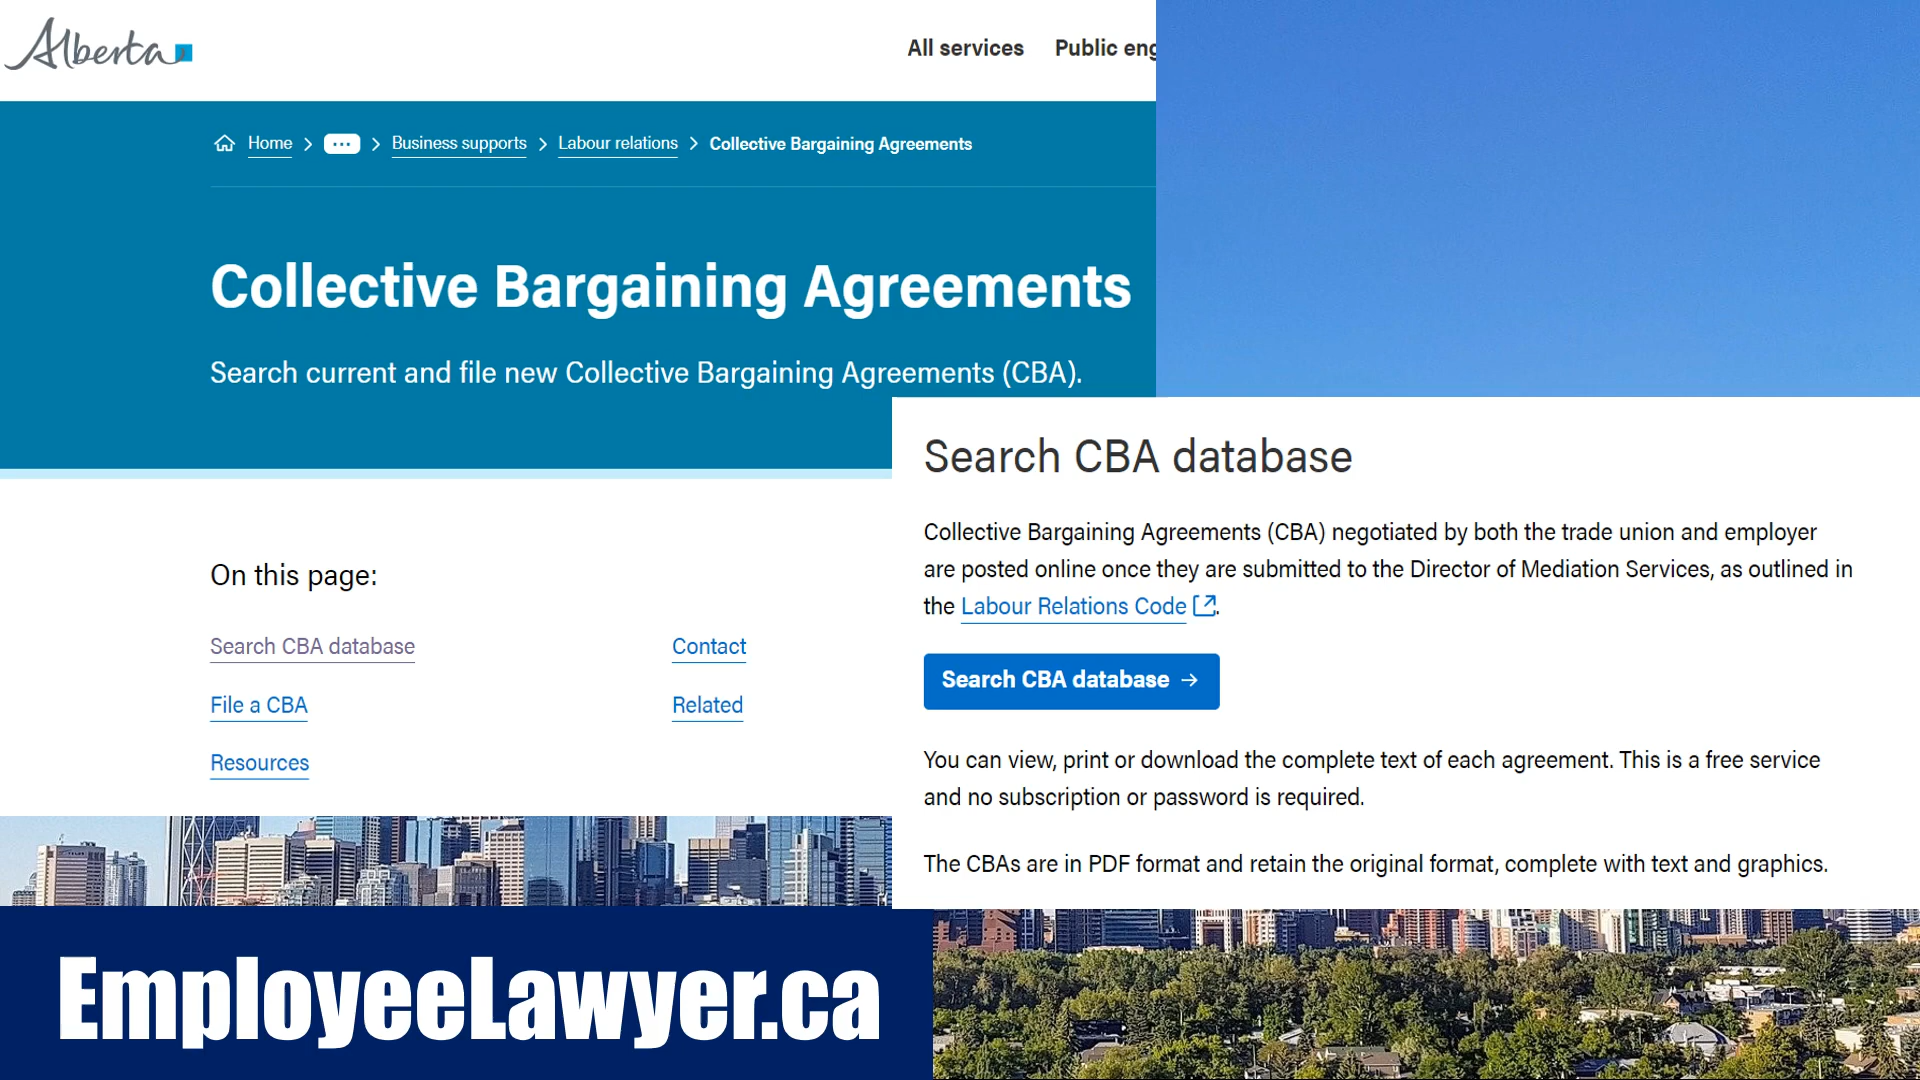 Alberta
All services
Public eng
Home
Business supports
Labour relations
Collective Bargaining Agreements
Collective Bargaining Agreements
Search current and file new Collective Bargaining Agreements (CBA).
On this page:
Search CBA database
Contact
File a CBA
Related
Resources
Search CBA database
Collective Bargaining Agreements (CBA) negotiated by both the trade union and employer
are posted online once they are submitted to the Director of Mediation Services, as outlined in
the Labour Relations Code.
Search CBA database →
You can view, print or download the complete text of each agreement. This is a free service
and no subscription or password is required.
The CBAs are in PDF format and retain the original format, complete with text and graphics.
EmployeeLawyer.ca